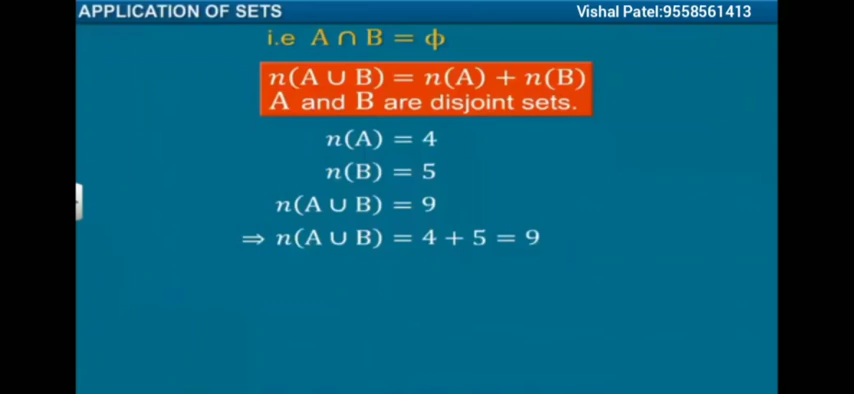 APPLICATION OF SETS
Vishal Patel:9558561413
i.e A ∩ B = ϕ
n(A ∪ B) = n(A) + n(B)
A and B are disjoint sets.
n(A) = 4
n(B) = 5
n(A ∪ B) = 9
⇒ n(A ∪ B) = 4 + 5 = 9